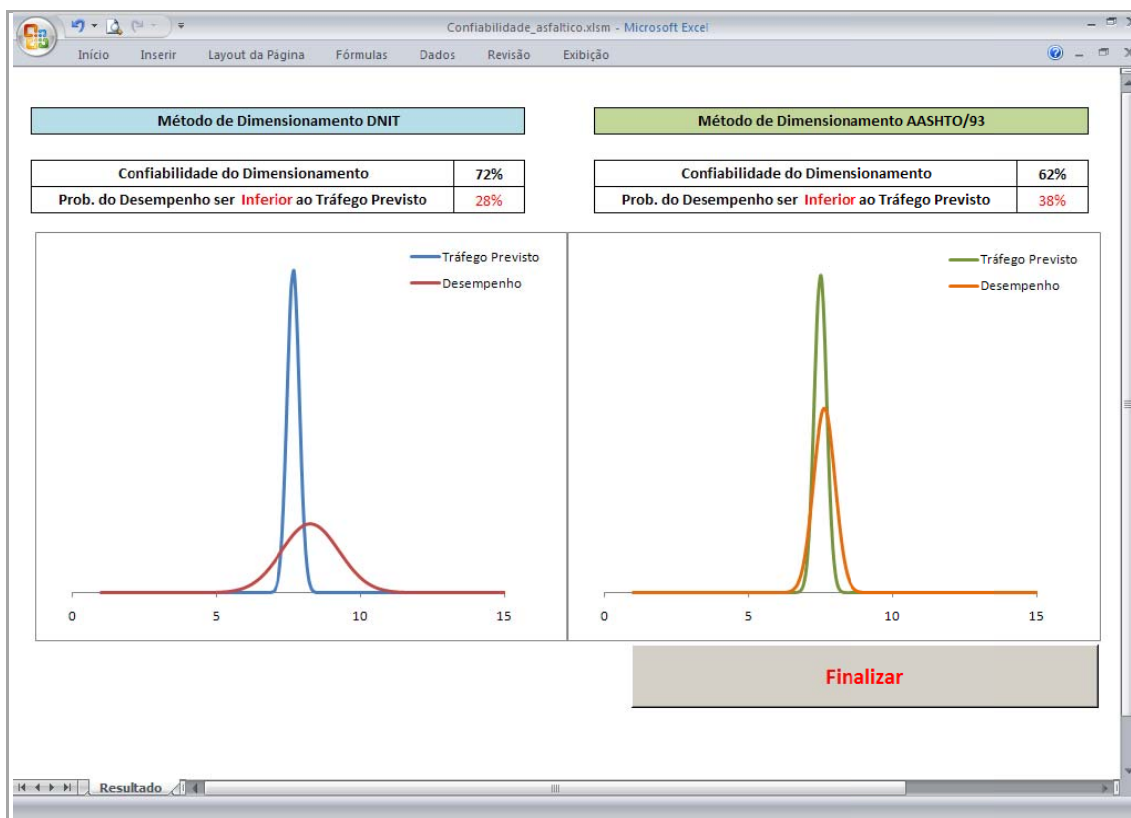 Confiabilidade_asfaltico.xlsm - Microsoft Excel
Início Inserir Layout da Página Fórmulas Dados Revisão Exibição
Método de Dimensionamento DNIT
Confiabilidade do Dimensionamento 72%
Prob. do Desempenho ser Inferior ao Tráfego Previsto 28%
Método de Dimensionamento AASHTO/93
Confiabilidade do Dimensionamento 62%
Prob. do Desempenho ser Inferior ao Tráfego Previsto 38%
Tráfego Previsto
Desempenho
0 5 10 15
Tráfego Previsto
Desempenho
0 5 10 15
Finalizar
Resultado